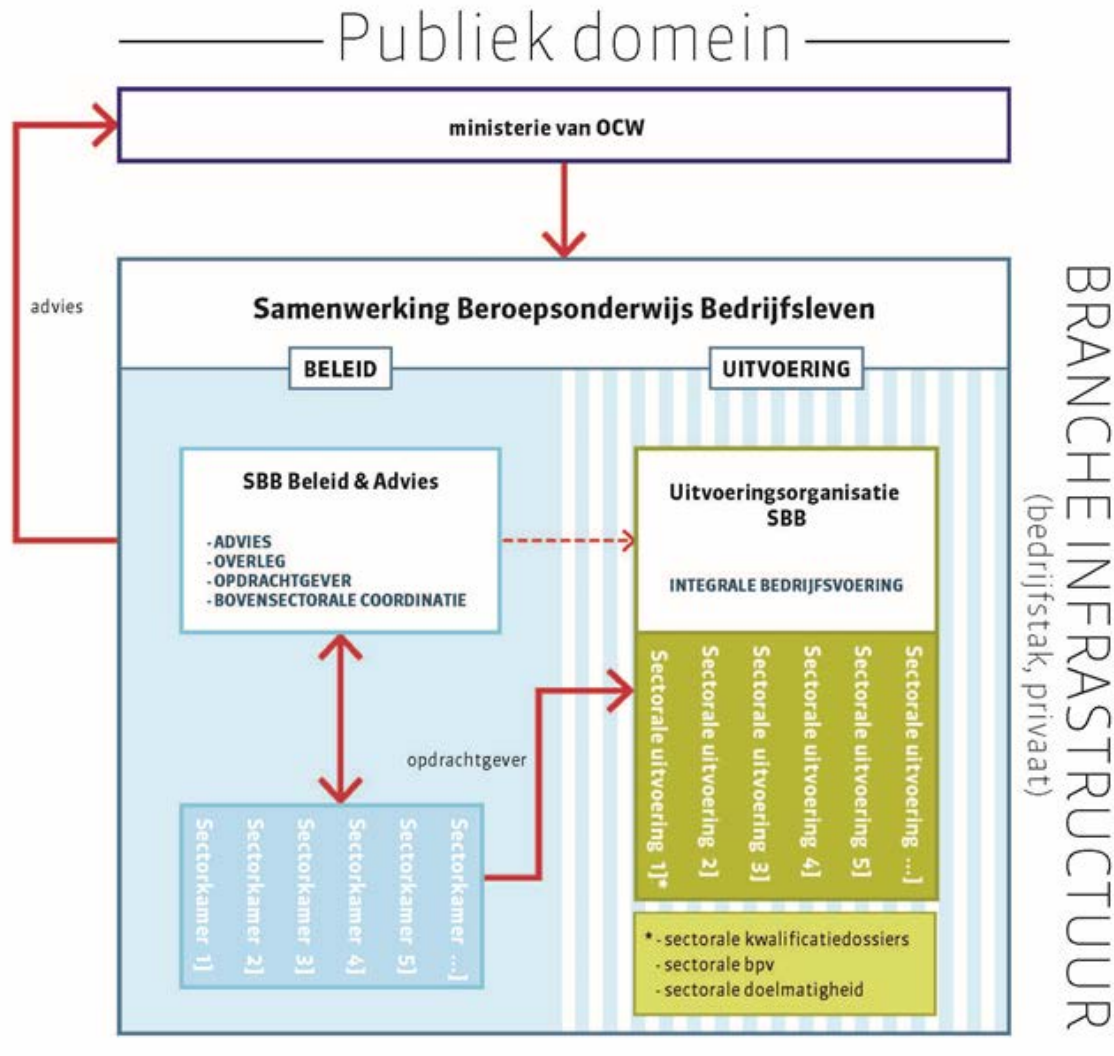 Publiek domein
ministerie van OCW
advies
Samenwerking Beroepsonderwijs Bedrijfsleven
BELEID
UITVOERING
SBB Beleid & Advies
- ADVIES
- OVERLEG
- OPDRACHTGEVER
- BOVENSECTORALE COORDINATIE
Uitvoeringsorganisatie
SBB
INTEGRALE BEDRIJFSVOERING
opdrachtgever
Sectorkamer 1]
Sectorkamer 2]
Sectorkamer 3]
Sectorkamer 4]
Sectorkamer 5]
Sectorkamer ...]
Sectorale uitvoering 1]*
Sectorale uitvoering 2]
Sectorale uitvoering 3]
Sectorale uitvoering 4]
Sectorale uitvoering 5]
Sectorale uitvoering ...]
* - sectorale kwalificatiedossiers
- sectorale bpv
- sectorale doelmatigheid
BRANCHE INFRASTRUCTUUR
(bedrijfstak, privaat)